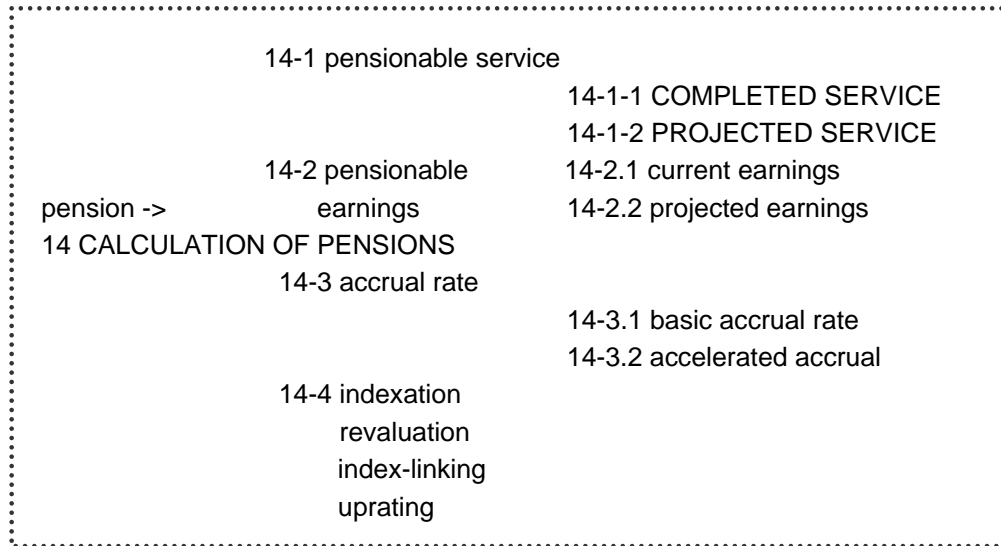 14-1 pensionable service
14-1-1 COMPLETED SERVICE
14-1-2 PROJECTED SERVICE
14-2 pensionable 14-2.1 current earnings
pension -> earnings 14-2.2 projected earnings
14 CALCULATION OF PENSIONS
14-3 accrual rate
14-3.1 basic accrual rate
14-3.2 accelerated accrual
14-4 indexation
revaluation
index-linking
uprating